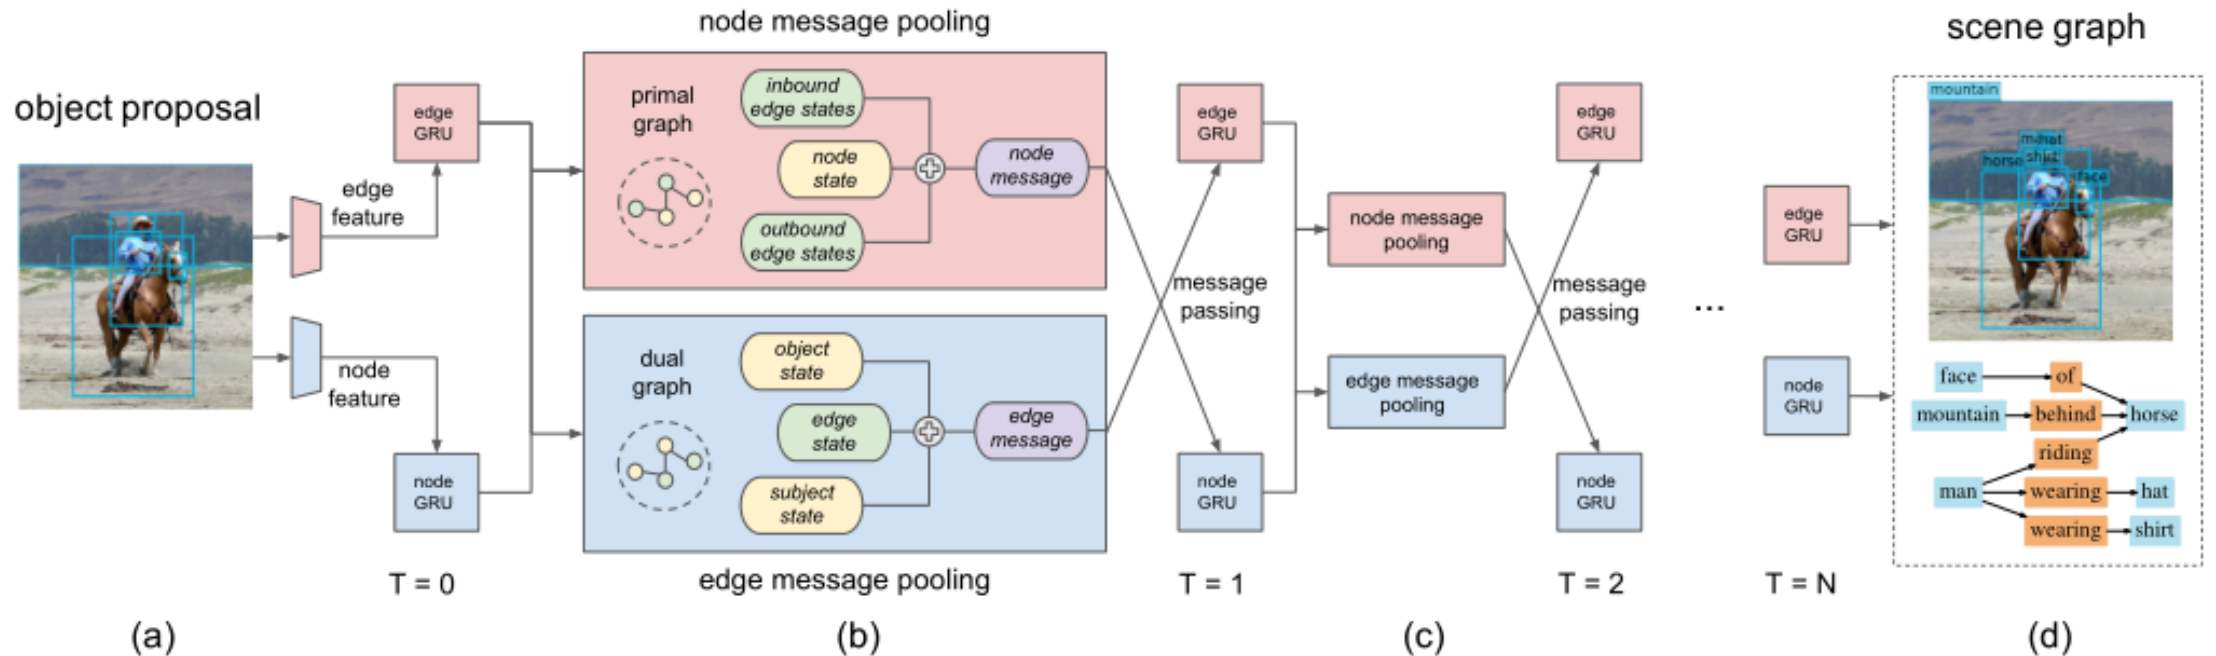 node message pooling
scene graph
object proposal
edge
feature
node
feature
edge
GRU
node
GRU
T = 0
primal
graph
inbound
edge states
node
state
outbound
edge states
node
message
dual
graph
object
state
edge
state
subject
state
edge
message
edge message pooling
edge
GRU
message
passing
node
GRU
T = 1
node message
pooling
edge message
pooling
edge
GRU
message
passing
node
GRU
T = 2
...
edge
GRU
node
GRU
T = N
mountain
hat
horse
shirt
face
face of
mountain behind horse
riding
man wearing hat
wearing shirt
(a)
(b)
(c)
(d)